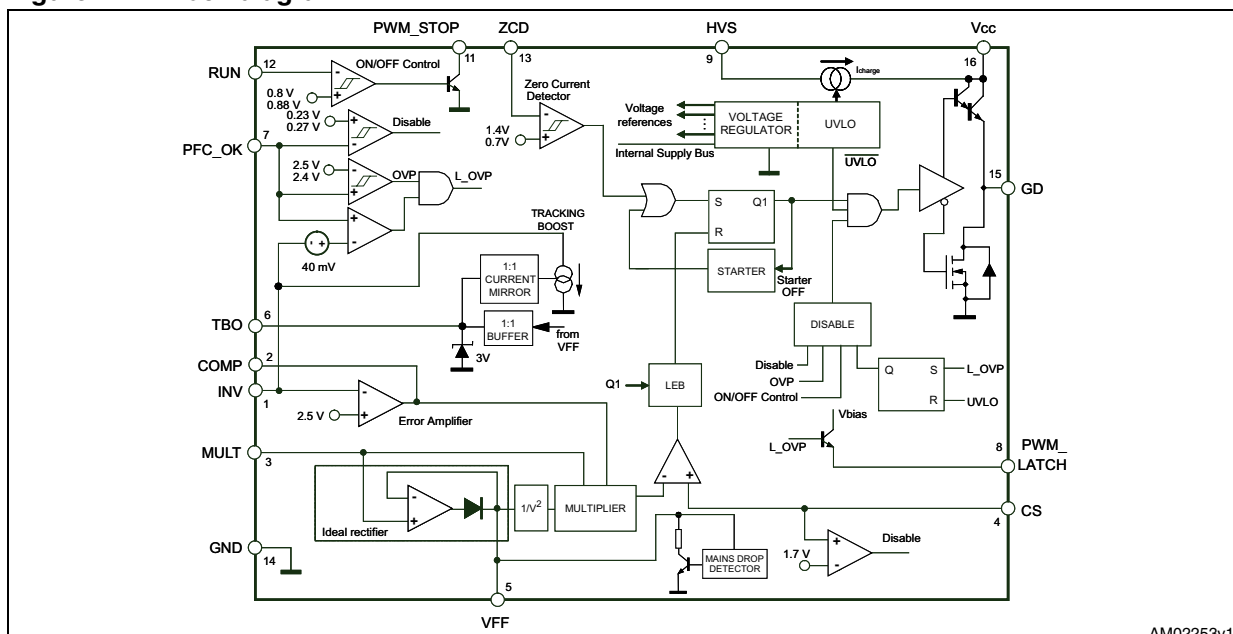 PWM_STOP
ZCD
HVS
Vcc
11
13
9
16
RUN
12
ON/OFF Control
Icharge
0.8 V
0.88 V
Zero Current
Detector
0.23 V
0.27 V
Disable
Voltage
references
VOLTAGE
REGULATOR
UVLO
7
PFC_OK
1.4V
0.7V
Internal Supply Bus
UVLO
2.5 V
2.4 V
OVP
L_OVP
15
GD
S
Q1
R
TRACKING
BOOST
40 mV
STARTER
Starter
OFF
1:1
CURRENT
MIRROR
6
TBO
1:1
BUFFER
from
VFF
DISABLE
3V
COMP
2
Disable
OVP
ON/OFF Control
Q
S
R
L_OVP
UVLO
INV
1
Q1
LEB
2.5 V
Error Amplifier
Vbias
L_OVP
8
PWM_
LATCH
MULT
3
Ideal rectifier
1/V²
MULTIPLIER
CS
4
Disable
1.7 V
MAINS DROP
DETECTOR
GND
14
5
VFF
AM02253v1